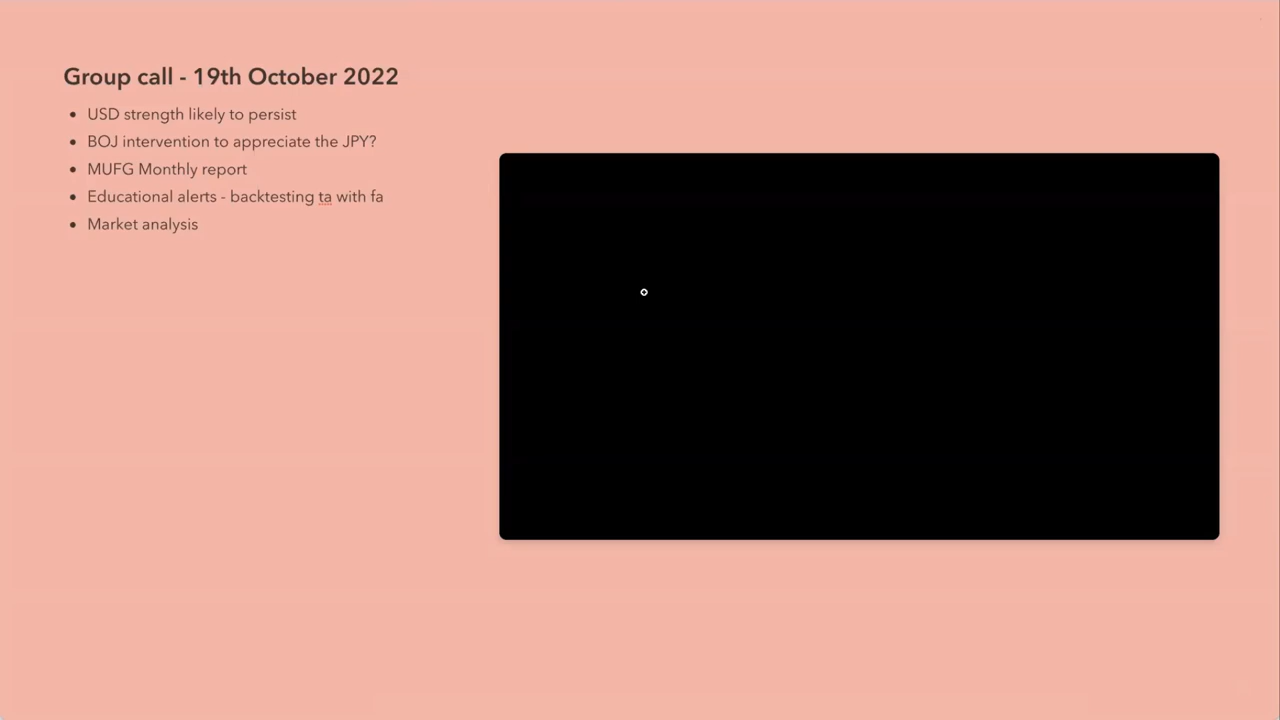 Group call - 19th October 2022
• USD strength likely to persist
• BOJ intervention to appreciate the JPY?
• MUFG Monthly report
• Educational alerts - backtesting ta with fa
• Market analysis